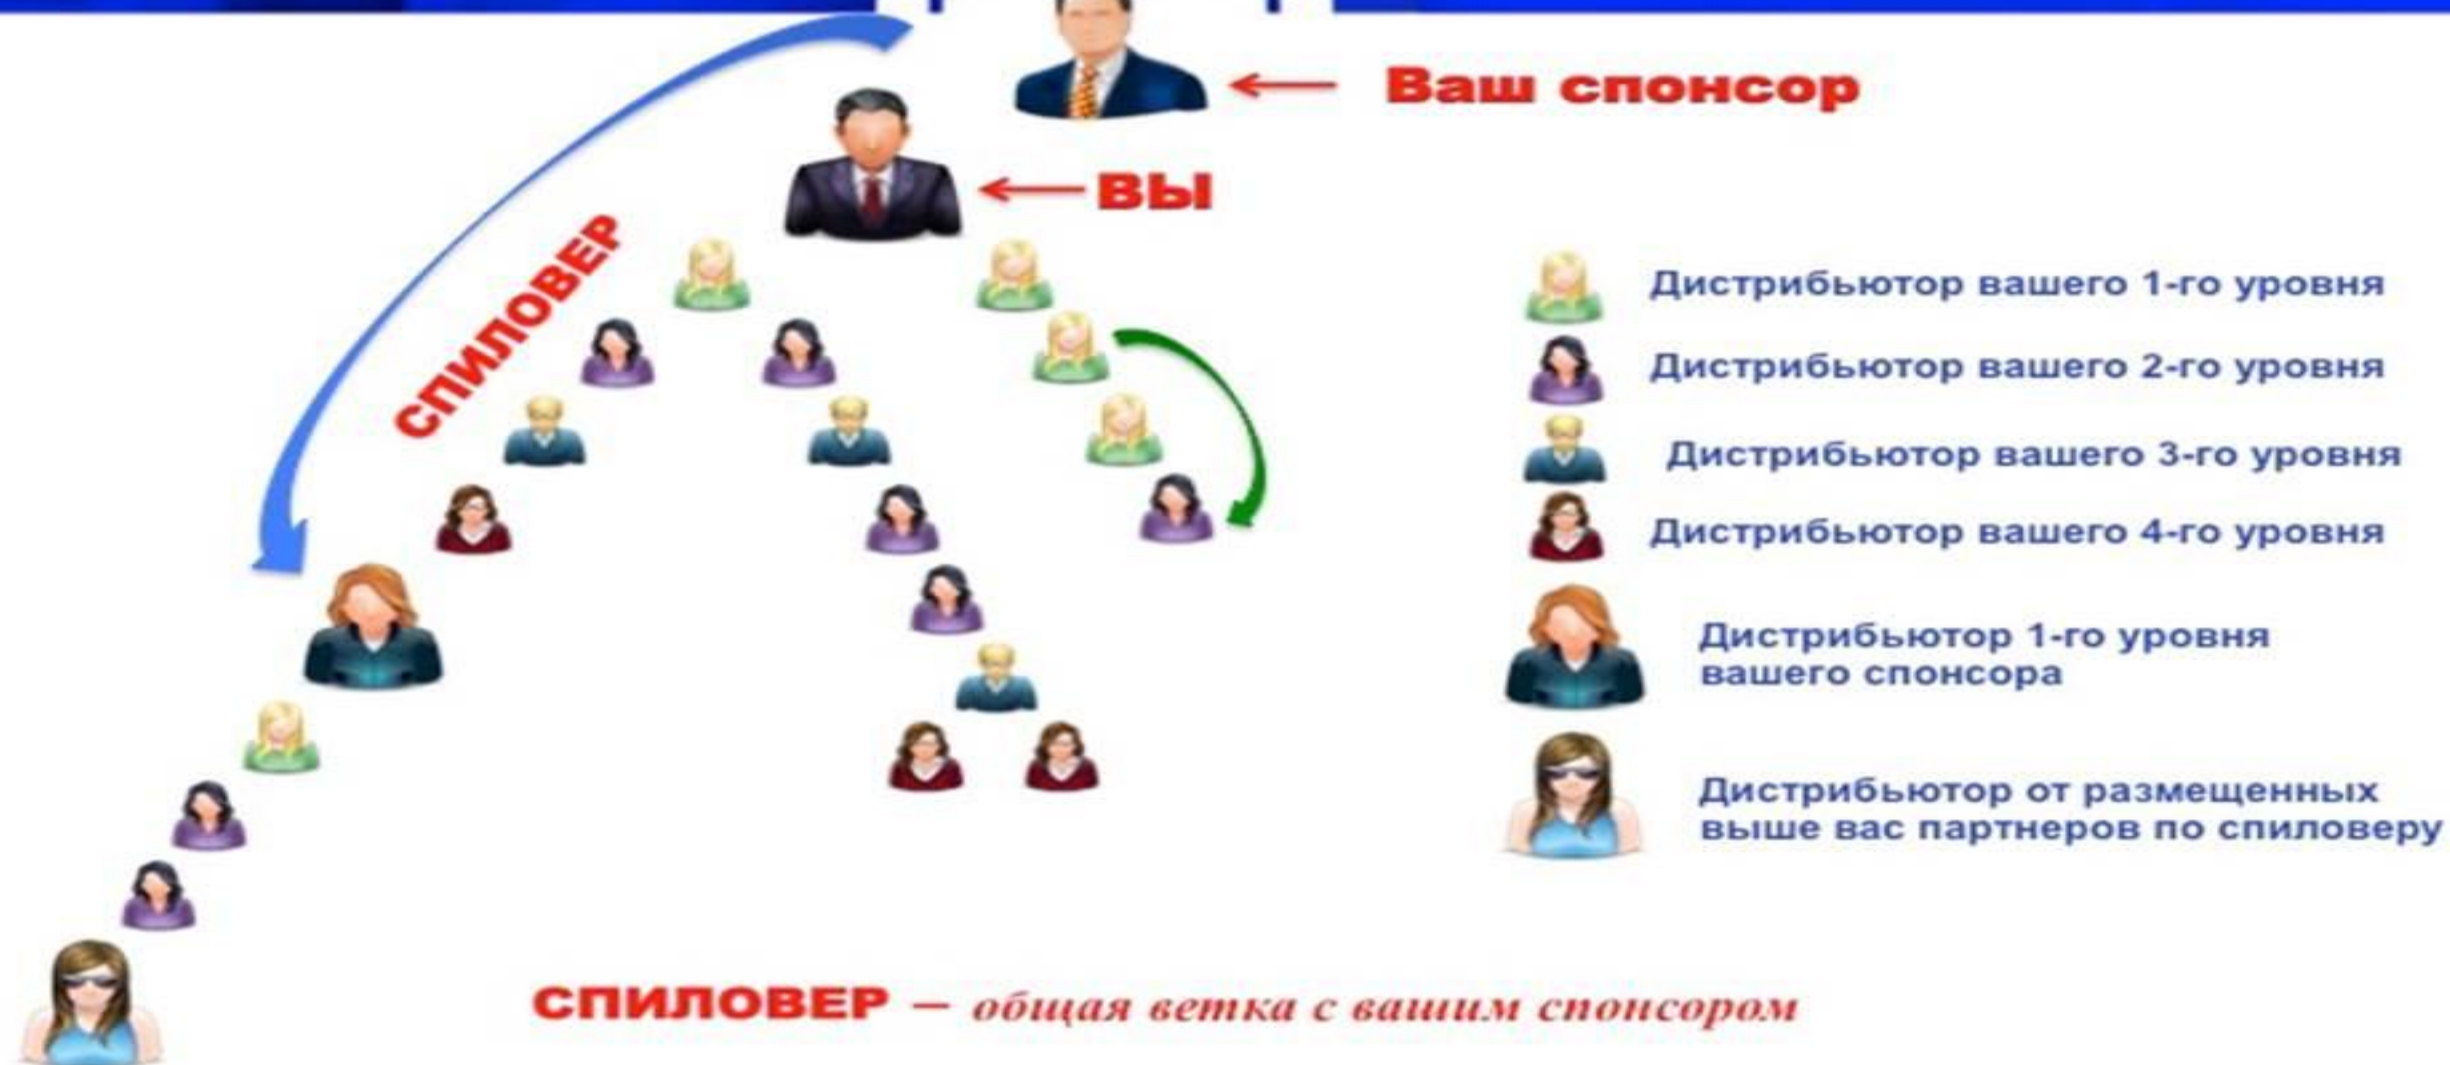 Ваш спонсор
ВЫ
СПИЛОВЕР
Дистрибьютор вашего 1-го уровня
Дистрибьютор вашего 2-го уровня
Дистрибьютор вашего 3-го уровня
Дистрибьютор вашего 4-го уровня
Дистрибьютор 1-го уровня
вашего спонсора
Дистрибьютор от размещенных
выше вас партнеров по спиловеру
СПИЛОВЕР – общая ветка с вашим спонсором